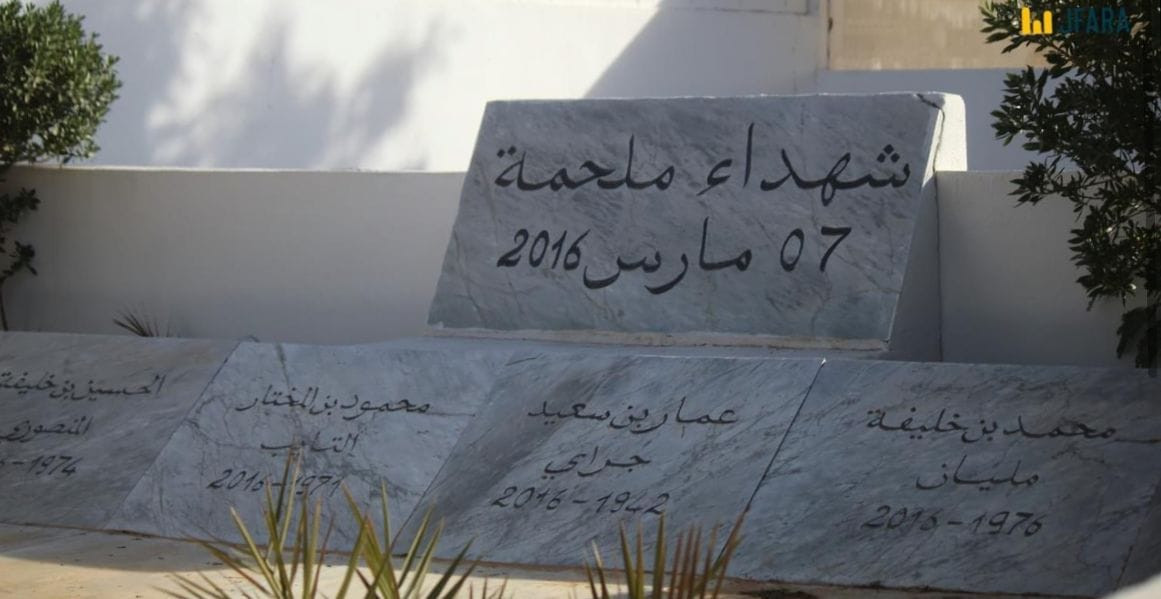 JFARA
شهداء ملحمة
07 مارس 2016
محمد بن خليفة
مليان
2016 - 1976
عمار بن سعيد
جراي
2016 - 1942
محمود بن المختار
التايب
2016 - 1971
الحسين بن خليفة
المنصوري
- 1974